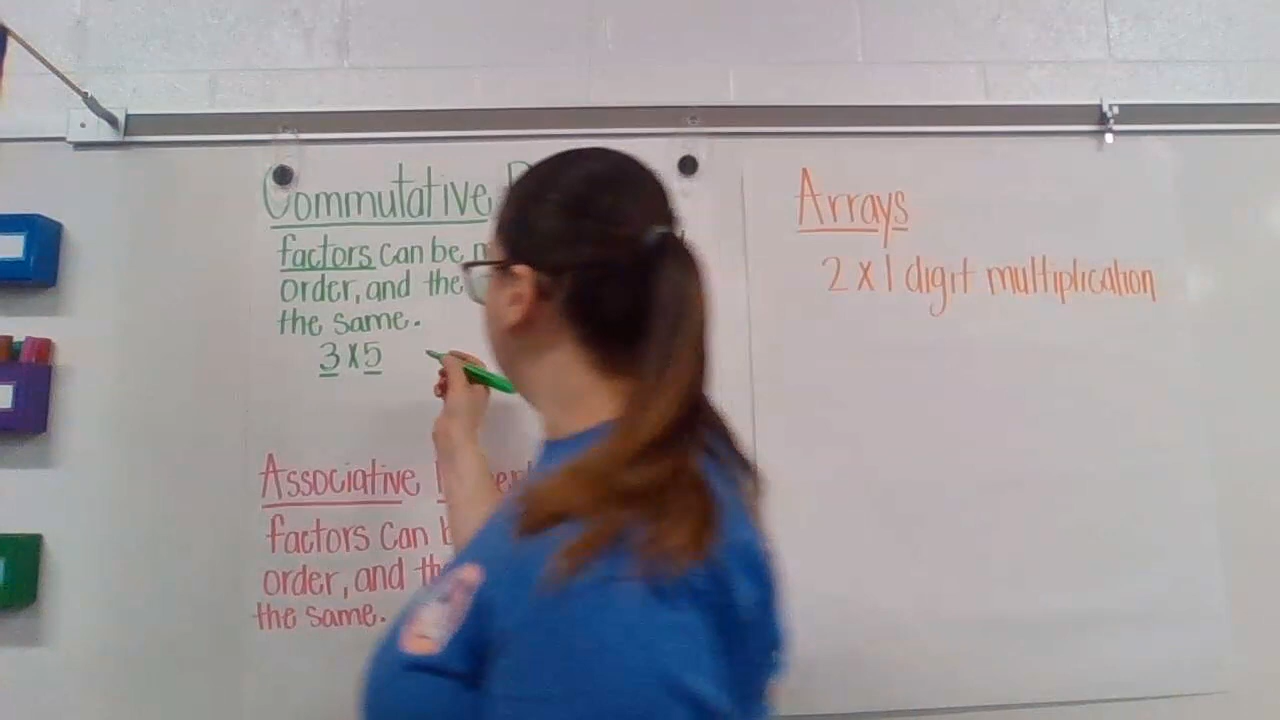 Commutative
factors can be
order, and the
the same.
3 x 5
Associative
factors can
order, and
the same.
Arrays
2 x 1 digit multiplication